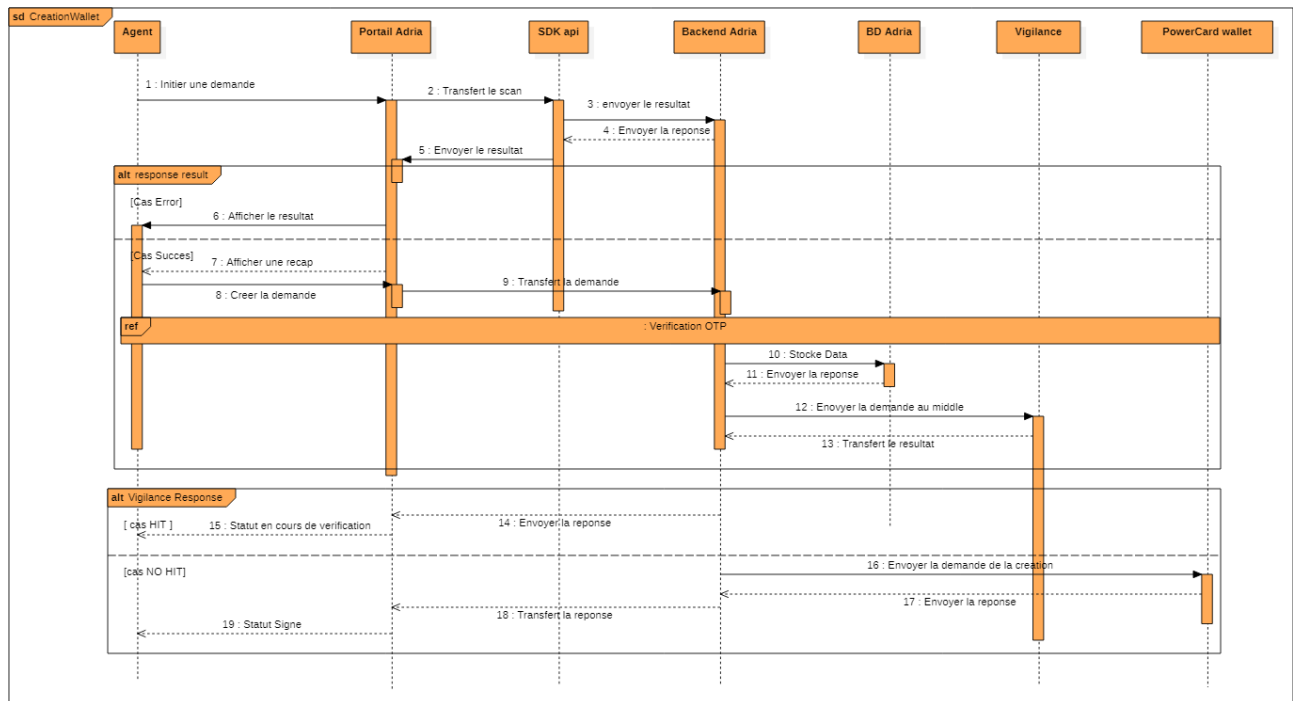 sd CreationWallet
Agent
Portail Adria
SDK api
Backend Adria
BD Adria
Vigilance
PowerCard wallet
1 : Initier une demande
2 : Transfert le scan
3 : envoyer le resultat
4 : Envoyer la reponse
5 : Envoyer le resultat
alt response result
[Cas Error]
6 : Afficher le resultat
[Cas Succes]
7 : Afficher une recap
8 : Creer la demande
9 : Transfert la demande
ref
: Verification OTP
10 : Stocke Data
11 : Envoyer la reponse
12 : Enovyer la demande au middle
13 : Transfert le resultat
alt Vigilance Response
14 : Envoyer la reponse
[ cas HIT ]
15 : Statut en cours de verification
[cas NO HIT]
16 : Envoyer la demande de la creation
17 : Envoyer la reponse
18 : Transfert la reponse
19 : Statut Signe